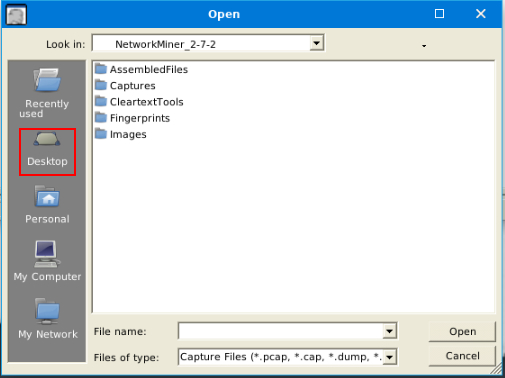 Open
Look in:
NetworkMiner_2-7-2
Recently
used
Desktop
Personal
My Computer
My Network
AssembledFiles
Captures
CleartextTools
Fingerprints
Images
File name:
Open
Files of type:
Capture Files (*.pcap, *.cap, *.dump, *.
Cancel